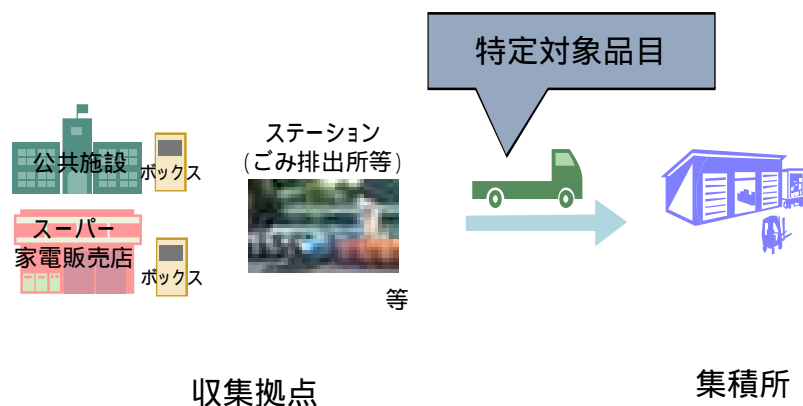 特定対象品目
ステーション
(ごみ排出所等)
公共施設
ボックス
スーパー
家電販売店
ボックス
等
収集拠点
集積所